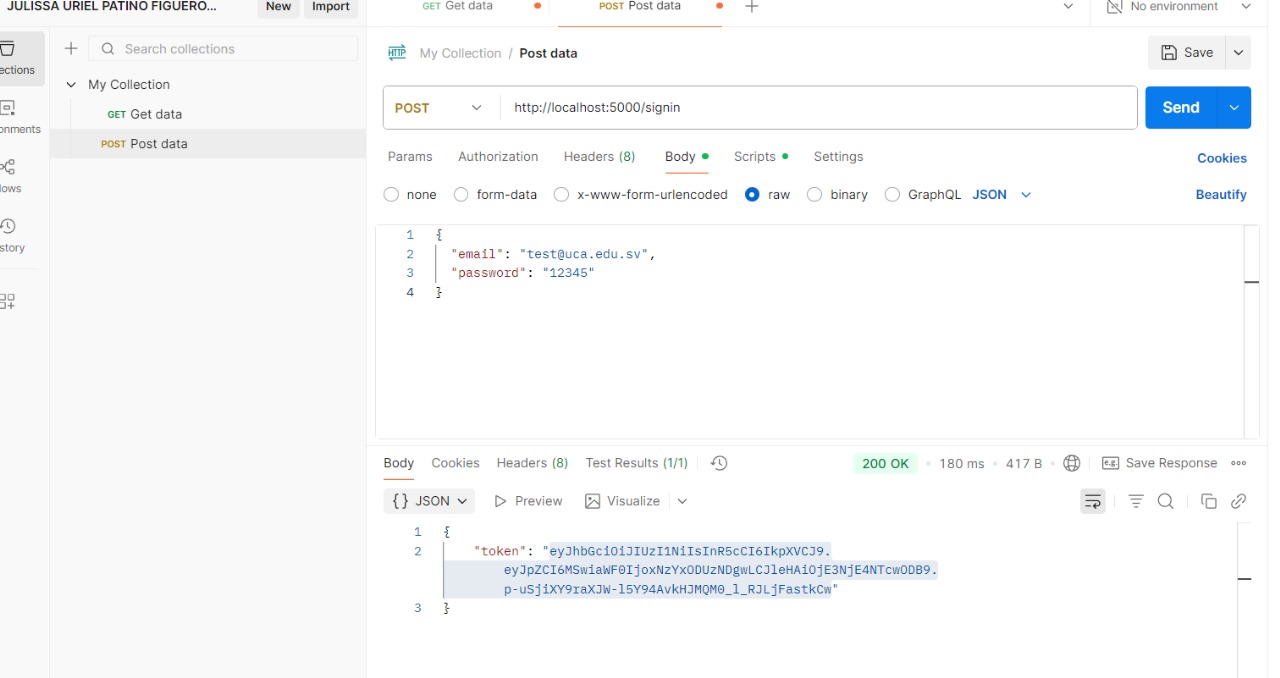 JULISSA URIEL PATIÑO FIGUERO... New Import GET Get data POST Post data No environment
Search collections
My Collection / Post data Save
My Collection
GET Get data
POST Post data
POST http://localhost:5000/signin Send
Params Authorization Headers (8) Body Scripts Settings Cookies
none form-data x-www-form-urlencoded raw binary GraphQL JSON Beautify
1 {
2 "email": "test@uca.edu.sv",
3 "password": "12345"
4 }
Body Cookies Headers (8) Test Results (1/1) 200 OK 180 ms 417 B e.g. Save Response
{} JSON Preview Visualize
1 {
2 "token": "eyJhbGciOiJIUzI1NiIsInR5cCI6IkpXVCJ9.
eyJpZCI6MSwiaWF0IjoxNzYxODUzNDgwLCJleHAiOjE3NjE4NTcwODB9.
p-uSjiXY9raXJW-l5Y94AvkHJMQM0_l_RJLjFastkCw"
3 }
ections
onments
lows
story